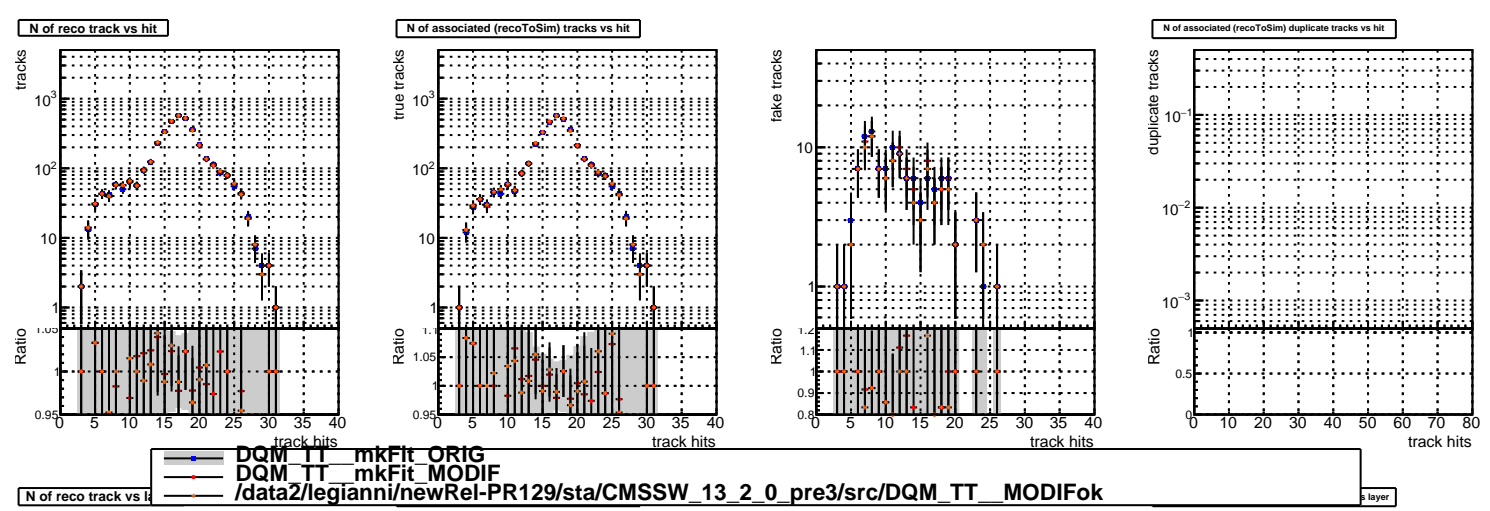 N of reco track vs hit
N of associated (recoToSim) tracks vs hit
N of associated (recoToSim) duplicate tracks vs hit
tracks
10³
10²
10
1
Ratio
1.05
1
0.95
0 5 10 15 20 25 30 35 40
track hits
true tracks
10³
10²
10
1
Ratio
1.1
1.05
1
0.95
0 5 10 15 20 25 30 35 40
track hits
fake tracks
10
1
Ratio
1.2
1.1
1
0.9
0.8
0 5 10 15 20 25 30 35 40
track hits
duplicate tracks
10⁻¹
10⁻²
10⁻³
Ratio
1
0.5
0
0 10 20 30 40 50 60 70 80
track hits
DQM_TT__mkFIt_ORIG
DQM_TT__mkFit_MODIF
/data2/legianni/newRel-PR129/sta/CMSSW_13_2_0_pre3/src/DQM_TT__MODIFok
N of reco track vs
layer